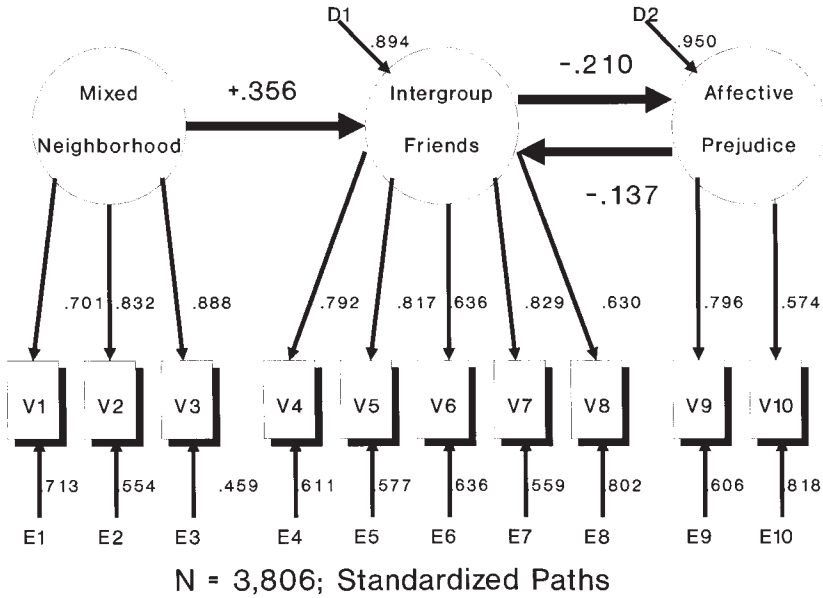 D1
D2
.894
.950
+.356
-.210
Mixed
Neighborhood
Intergroup
Friends
Affective
Prejudice
-.137
.701 .832 .888 .792 .817 .636 .829 .630 .796 .574
V1 V2 V3 V4 V5 V6 V7 V8 V9 V10
.713 .554 .459 .611 .577 .636 .559 .802 .606 .818
E1 E2 E3 E4 E5 E6 E7 E8 E9 E10
N = 3,806; Standardized Paths